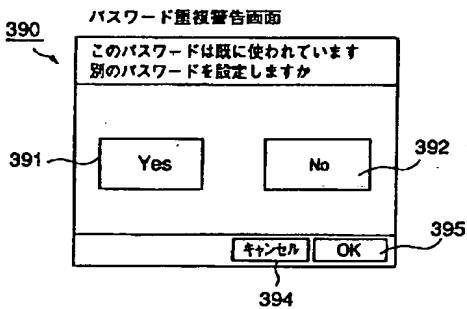 パスワード重複警告画面
390
このパスワードは既に使われています
別のパスワードを設定しますか
391
Yes
No
392
キャンセル
OK
395
394